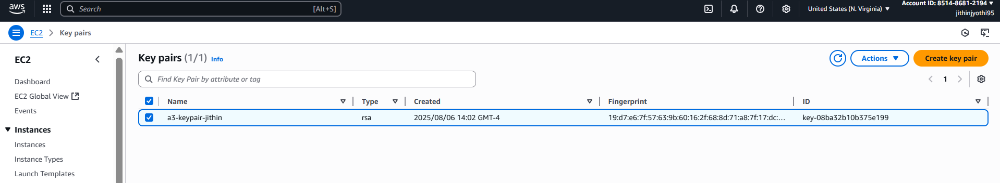 aws
Search [Alt+S]
United States (N. Virginia)
Account ID: 8514-8681-2194
jithinjyothi95
EC2 Key pairs
EC2
Dashboard
EC2 Global View
Events
Instances
Instances
Instance Types
Launch Templates
Key pairs (1/1) Info
Actions
Create key pair
Find Key Pair by attribute or tag
1
Name Type Created Fingerprint ID
a3-keypair-jithin rsa 2025/08/06 14:02 GMT-4 19:d7:e6:7f:57:63:9b:60:16:2f:68:8d:71:a8:7f:17:dc:... key-08ba32b10b375e199